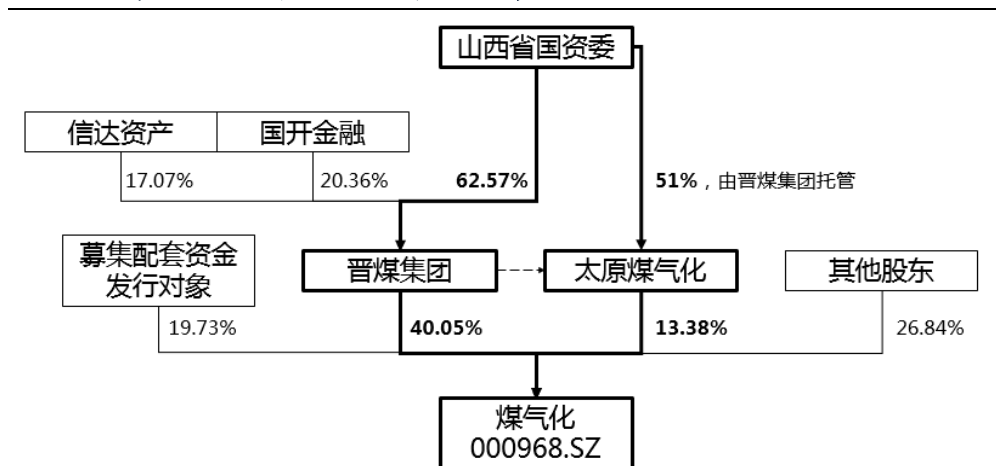 山西省国资委
信达资产
国开金融
17.07%
20.36%
62.57%
51%，由晋煤集团托管
募集配套资金
发行对象
晋煤集团
太原煤气化
其他股东
19.73%
40.05%
13.38%
26.84%
煤气化
000968.SZ